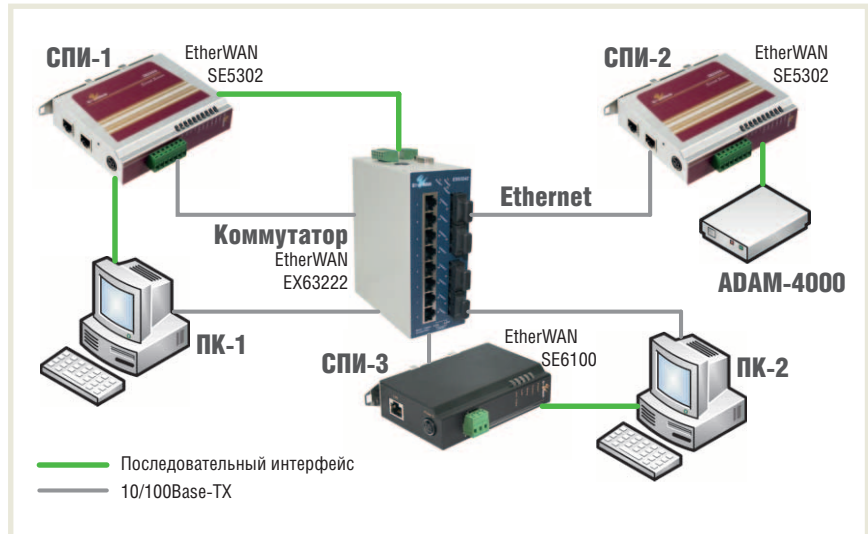 СПИ-1
EtherWAN
SE5302
СПИ-2
EtherWAN
SE5302
Ethernet
Коммутатор
EtherWAN
EX63222
ADAM-4000
ПК-1
СПИ-3
EtherWAN
SE6100
ПК-2
Последовательный интерфейс
10/100Base-TX